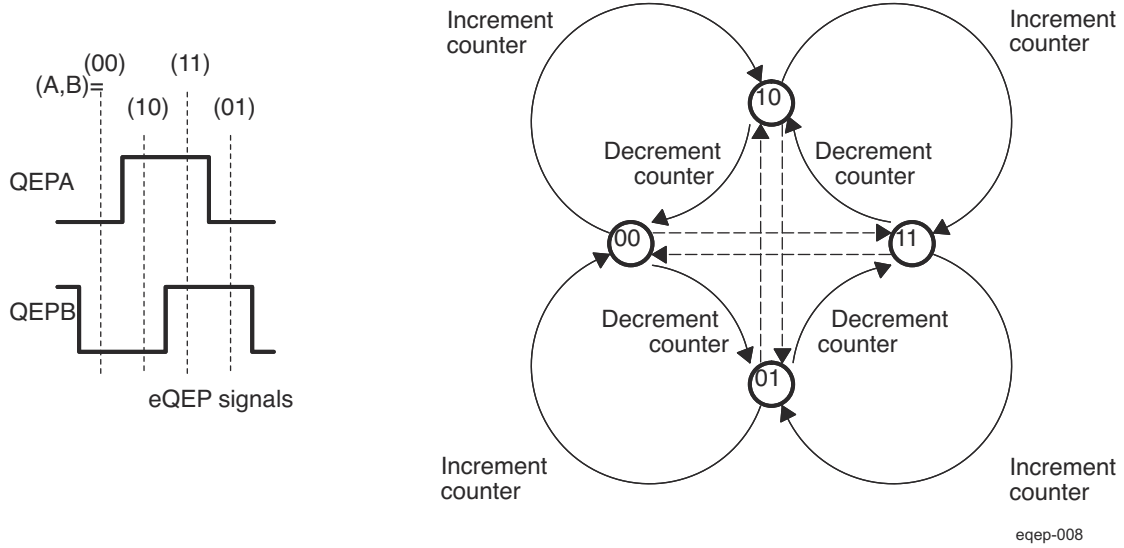 (00)
(11)
(A,B)=
(10)
(01)
QEPA
QEPB
eQEP signals
Increment
counter
Increment
counter
10
Decrement
counter
Decrement
counter
00
11
Decrement
counter
Decrement
counter
01
Increment
counter
Increment
counter
eqep-008